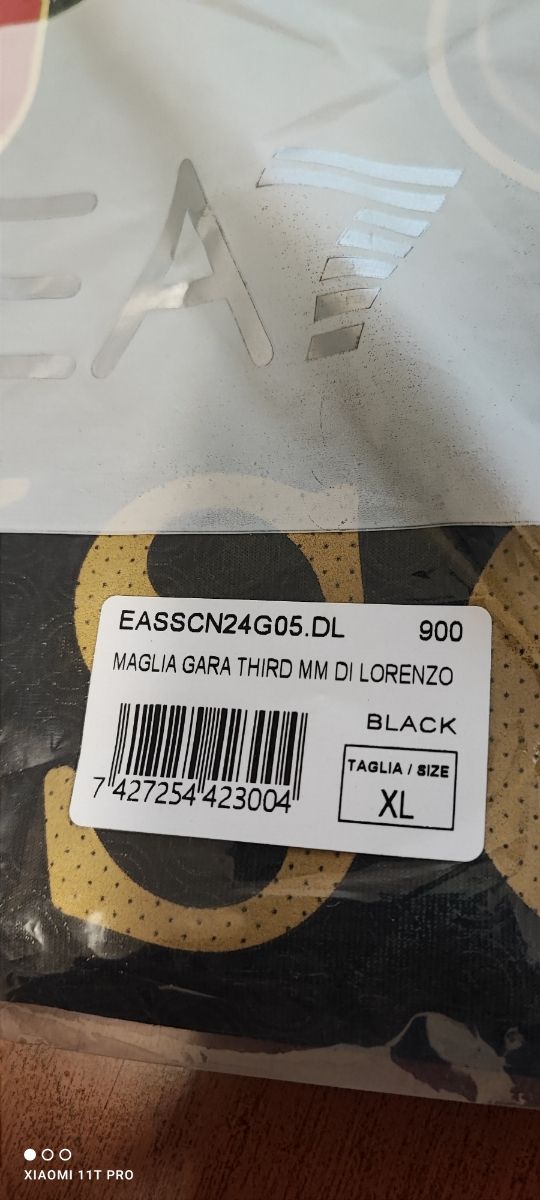 EA7
EASSCN24G05.DL 900
MAGLIA GARA THIRD MM DI LORENZO
BLACK
TAGLIA / SIZE
XL
7 427254 423004
XIAOMI 11T PRO